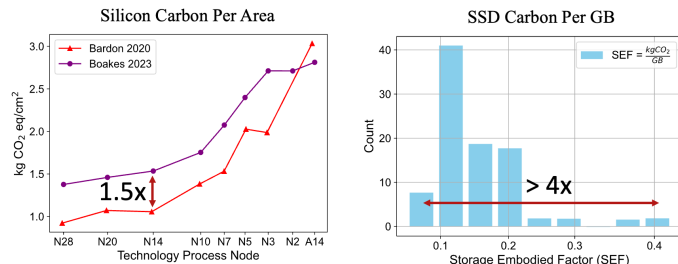 Silicon Carbon Per Area
3.0
2.5
2.0
1.5
1.0
kg CO₂ eq/cm²
Bardon 2020
Boakes 2023
1.5x
N28 N20 N14 N10 N7 N5 N3 N2 A14
Technology Process Node
SSD Carbon Per GB
40
30
20
10
0
Count
SEF = kgCO₂/GB
> 4x
0.1 0.2 0.3 0.4
Storage Embodied Factor (SEF)